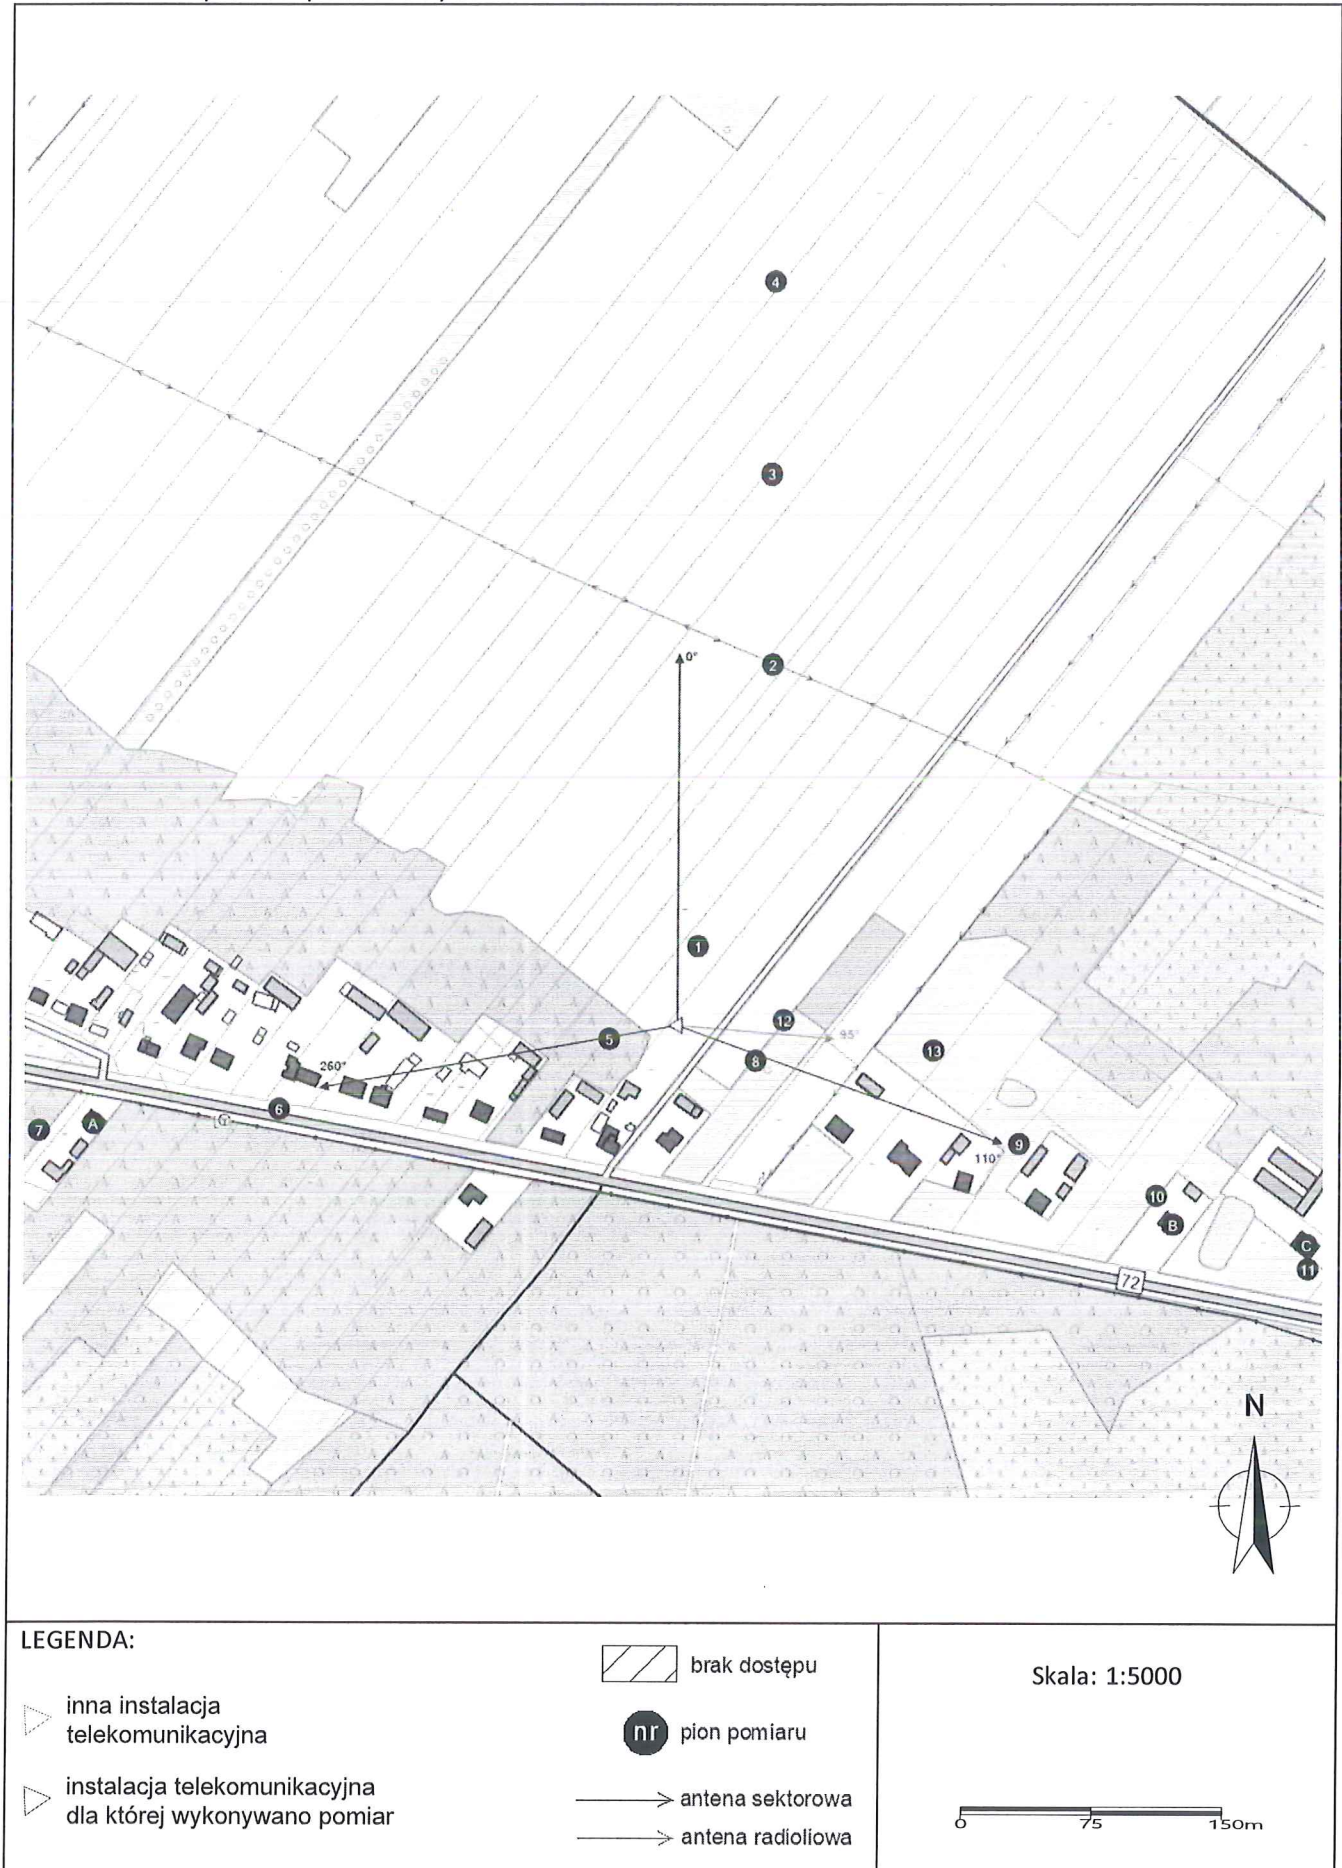 4
3
0°
2
1
12
5
95°
8
13
260°
6
A
7
9
110°
10
B
C
11
72
N
LEGENDA:
inna instalacja
telekomunikacyjna
instalacja telekomunikacyjna
dla której wykonywano pomiar
brak dostępu
nr pion pomiaru
antena sektorowa
antena radioliowa
Skala: 1:5000
0 75 150m